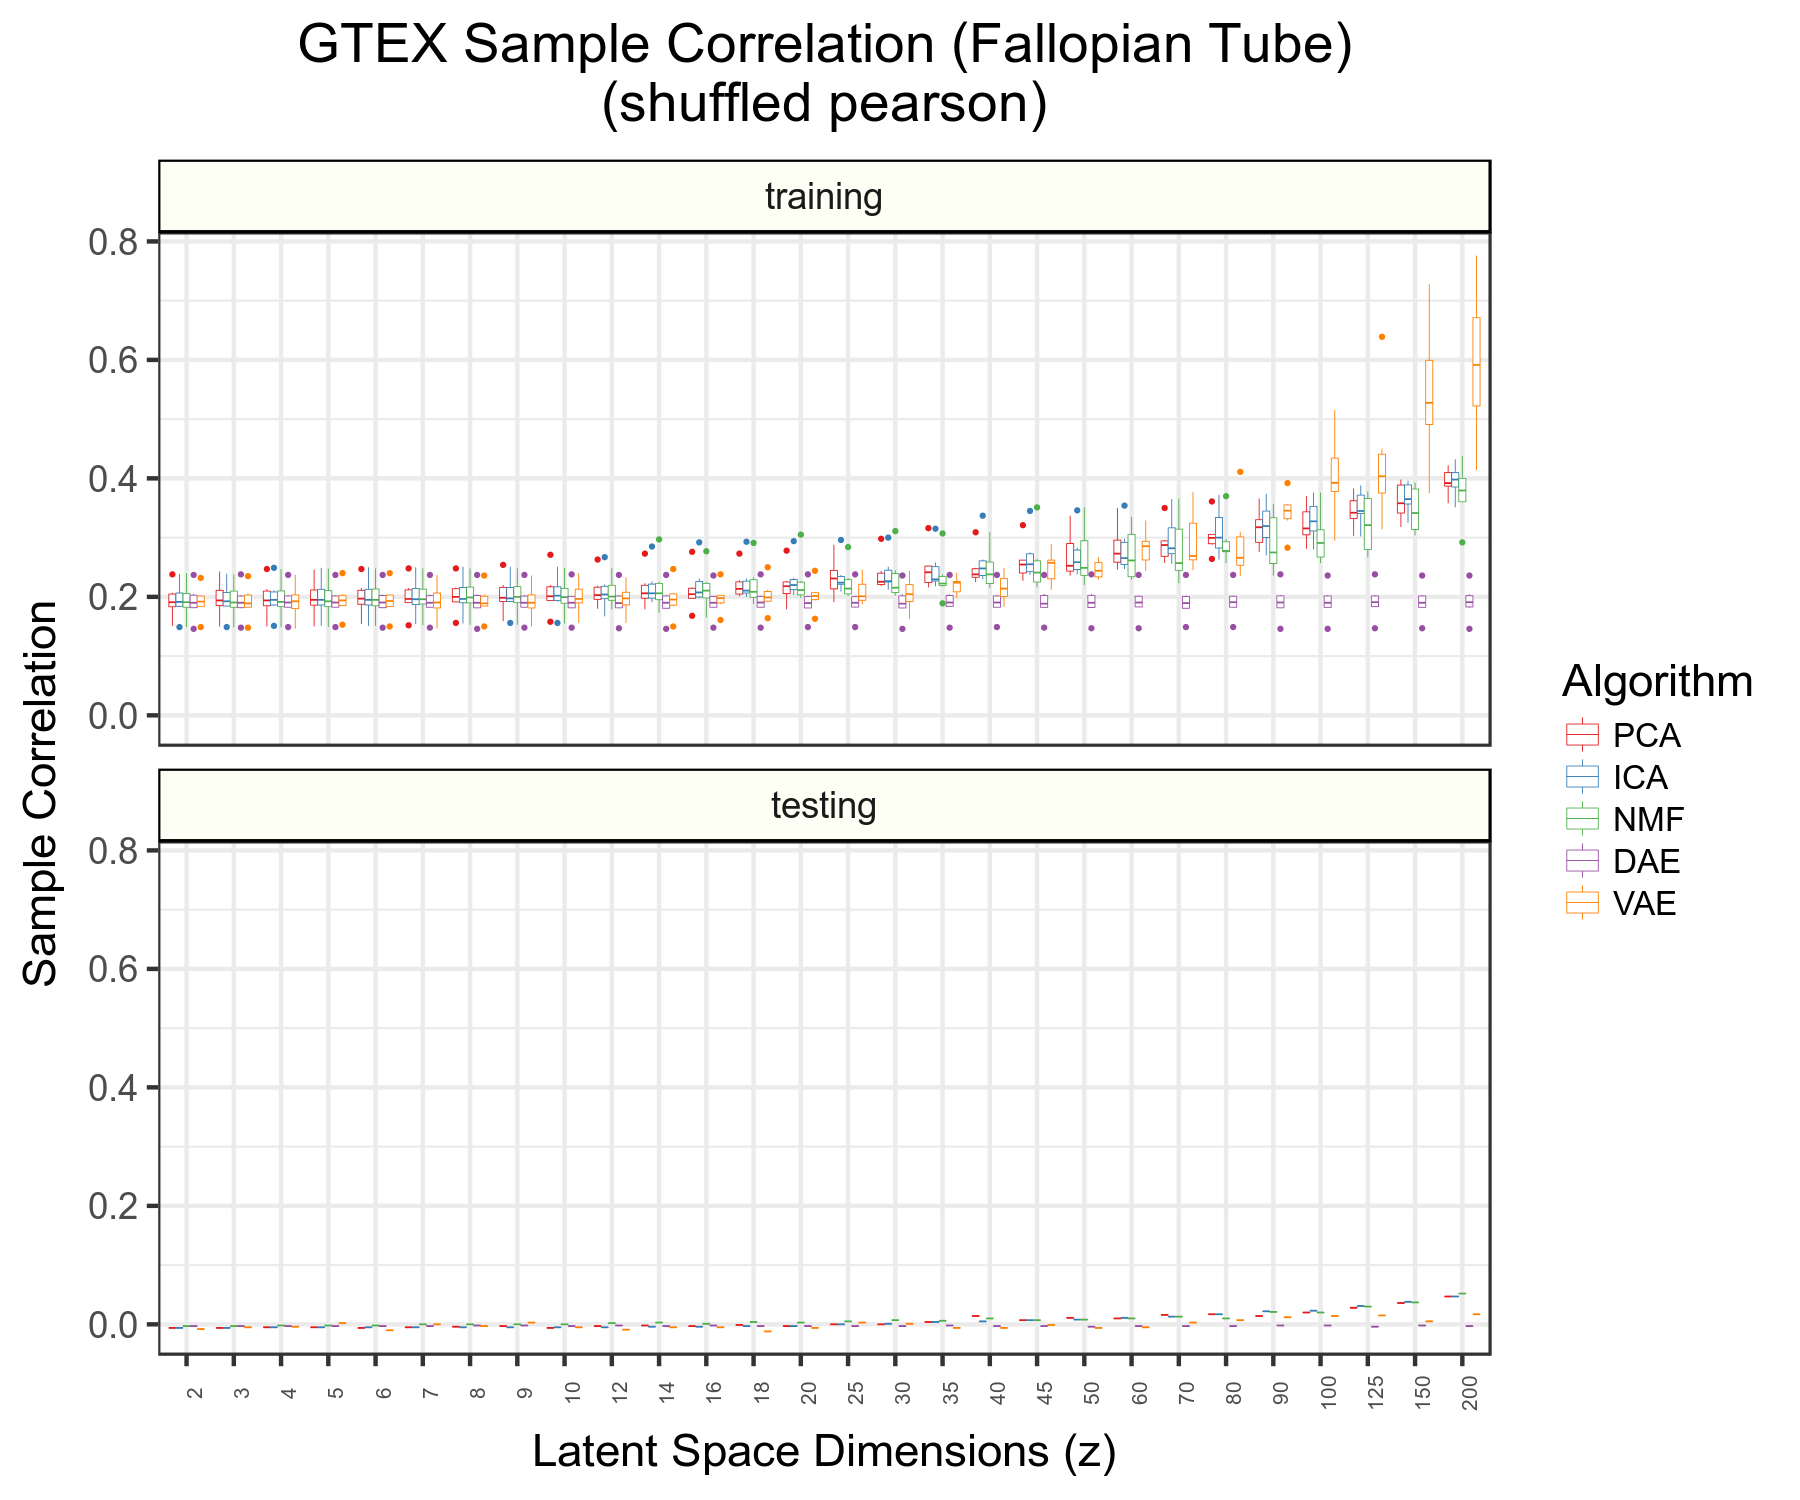 GTEX Sample Correlation (Fallopian Tube)
(shuffled pearson)
training
0.8
0.6
0.4
0.2
0.0
testing
0.8
0.6
0.4
0.2
0.0
Sample Correlation
2 3 4 5 6 7 8 9 10 12 14 16 18 20 25 30 35 40 45 50 60 70 80 90 100 125 150 200
Latent Space Dimensions (z)
Algorithm
PCA
ICA
NMF
DAE
VAE